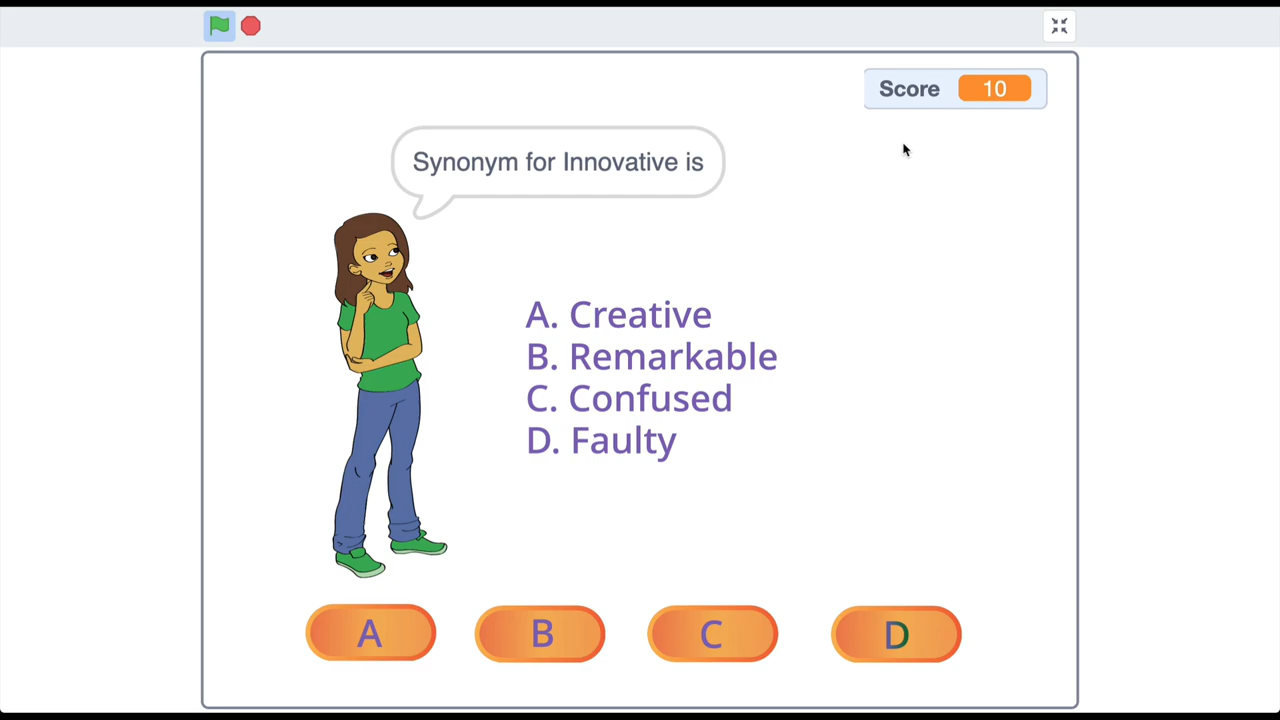 Score 10
Synonym for Innovative is
A. Creative
B. Remarkable
C. Confused
D. Faulty
A B C D